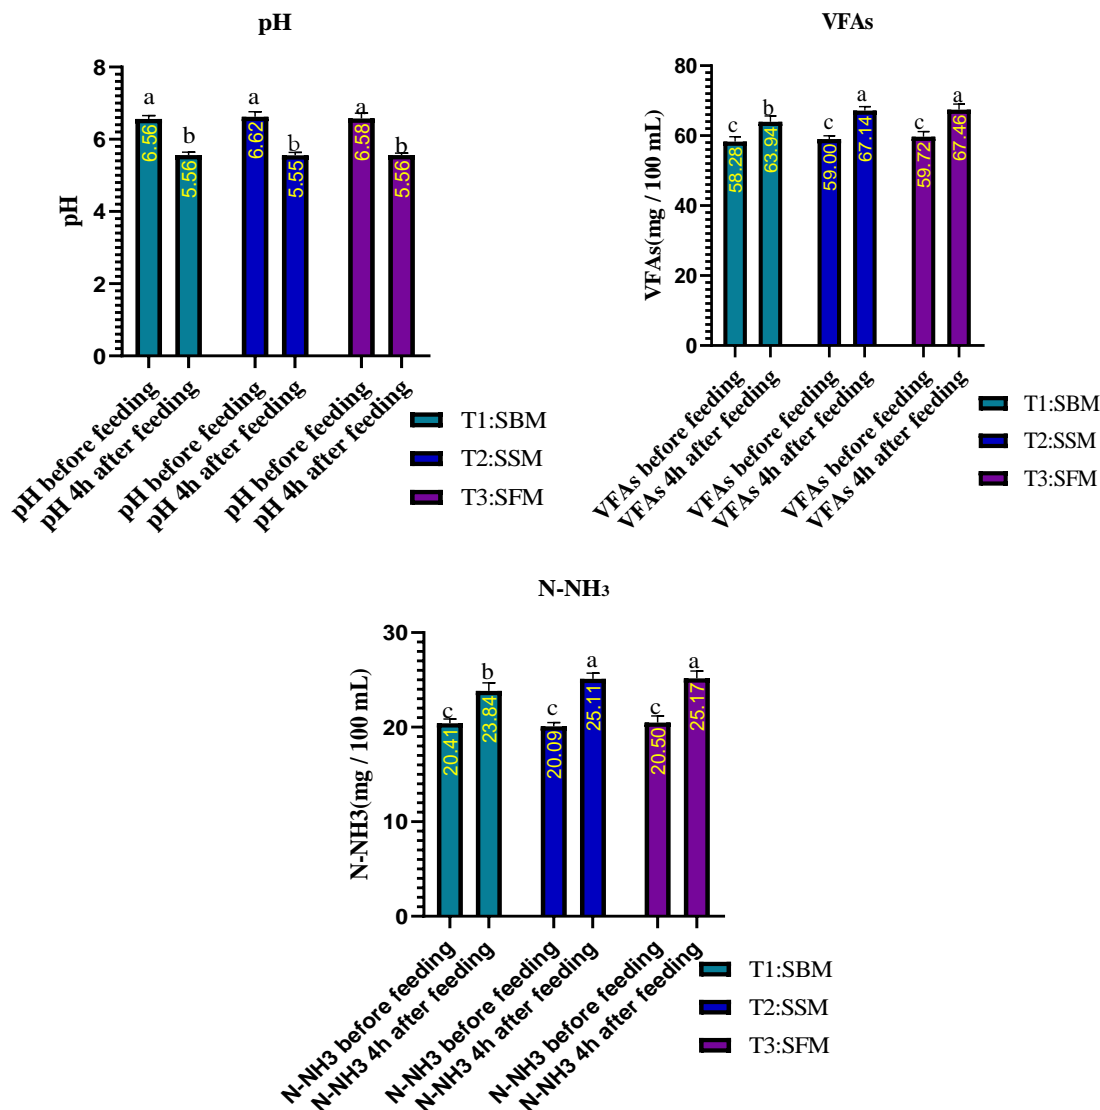 pH
8
6
4
2
0
pH
a
b
a
b
a
b
6.56
5.56
6.62
5.55
6.58
5.56
pH before feeding
pH 4h after feeding
pH before feeding
pH 4h after feeding
pH before feeding
pH 4h after feeding
T1:SBM
T2:SSM
T3:SFM
VFAs
80
60
40
20
0
VFAs(mg / 100 mL)
c
b
c
a
c
a
58.28
63.94
59.00
67.14
59.72
67.46
VFAs before feeding
VFAs 4h after feeding
VFAs before feeding
VFAs 4h after feeding
VFAs before feeding
VFAs 4h after feeding
T1:SBM
T2:SSM
T3:SFM
N-NH₃
30
20
10
0
N-NH3(mg / 100 mL)
c
b
c
a
c
a
20.41
23.84
20.09
25.11
20.50
25.17
N-NH3 before feeding
N-NH3 4h after feeding
N-NH3 before feeding
N-NH3 4h after feeding
N-NH3 before feeding
N-NH3 4h after feeding
T1:SBM
T2:SSM
T3:SFM